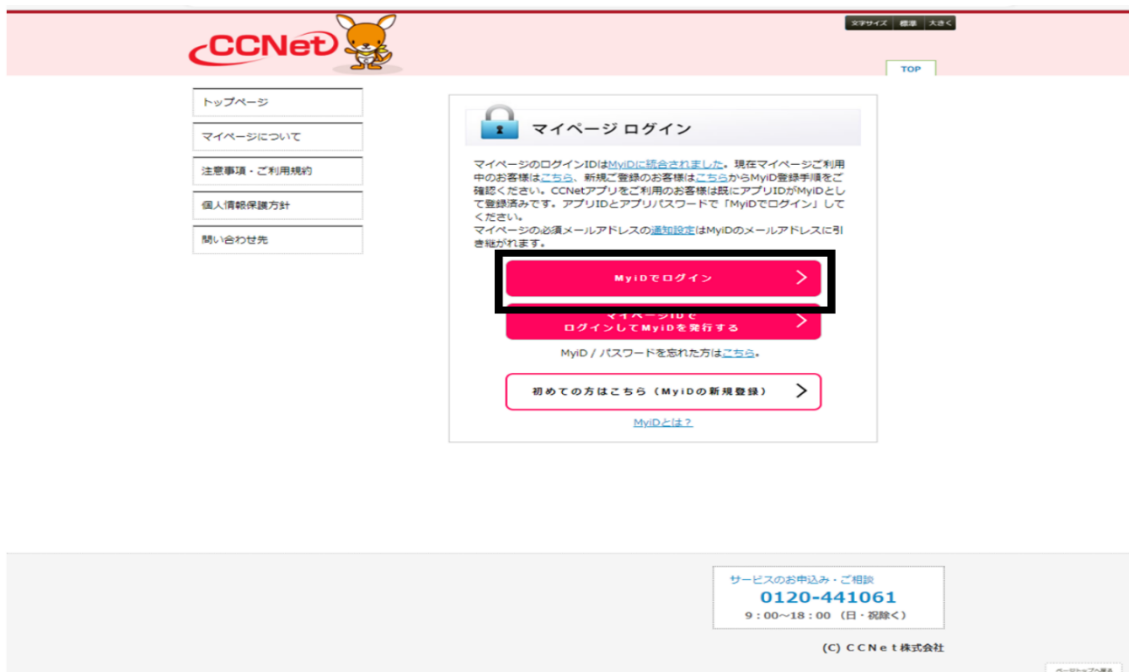 CCNet
文字サイズ 標準 大きく
TOP
トップページ
マイページについて
注意事項・ご利用規約
個人情報保護方針
問い合わせ先
マイページ ログイン
マイページのログインIDはMyiDに統合されました。現在マイページご利用
中のお客様はこちら、新規ご登録のお客様はこちらからMyiD登録手順をご
確認ください。CCNetアプリをご利用のお客様は既にアプリIDがMyiDとし
て登録済みです。アプリIDとアプリパスワードで「MyiDでログイン」して
ください。
マイページの必須メールアドレスの通知設定はMyiDのメールアドレスに引
き継がれます。
MyiDでログイン
マイページIDで
ログインしてMyiDを発行する
MyiD / パスワードを忘れた方はこちら。
初めての方はこちら（MyiDの新規登録）
MyiDとは？
サービスのお申込み・ご相談
0120-441061
9：00～18：00 （日・祝除く）
(C) ＣＣＮｅｔ株式会社
ページトップへ戻る